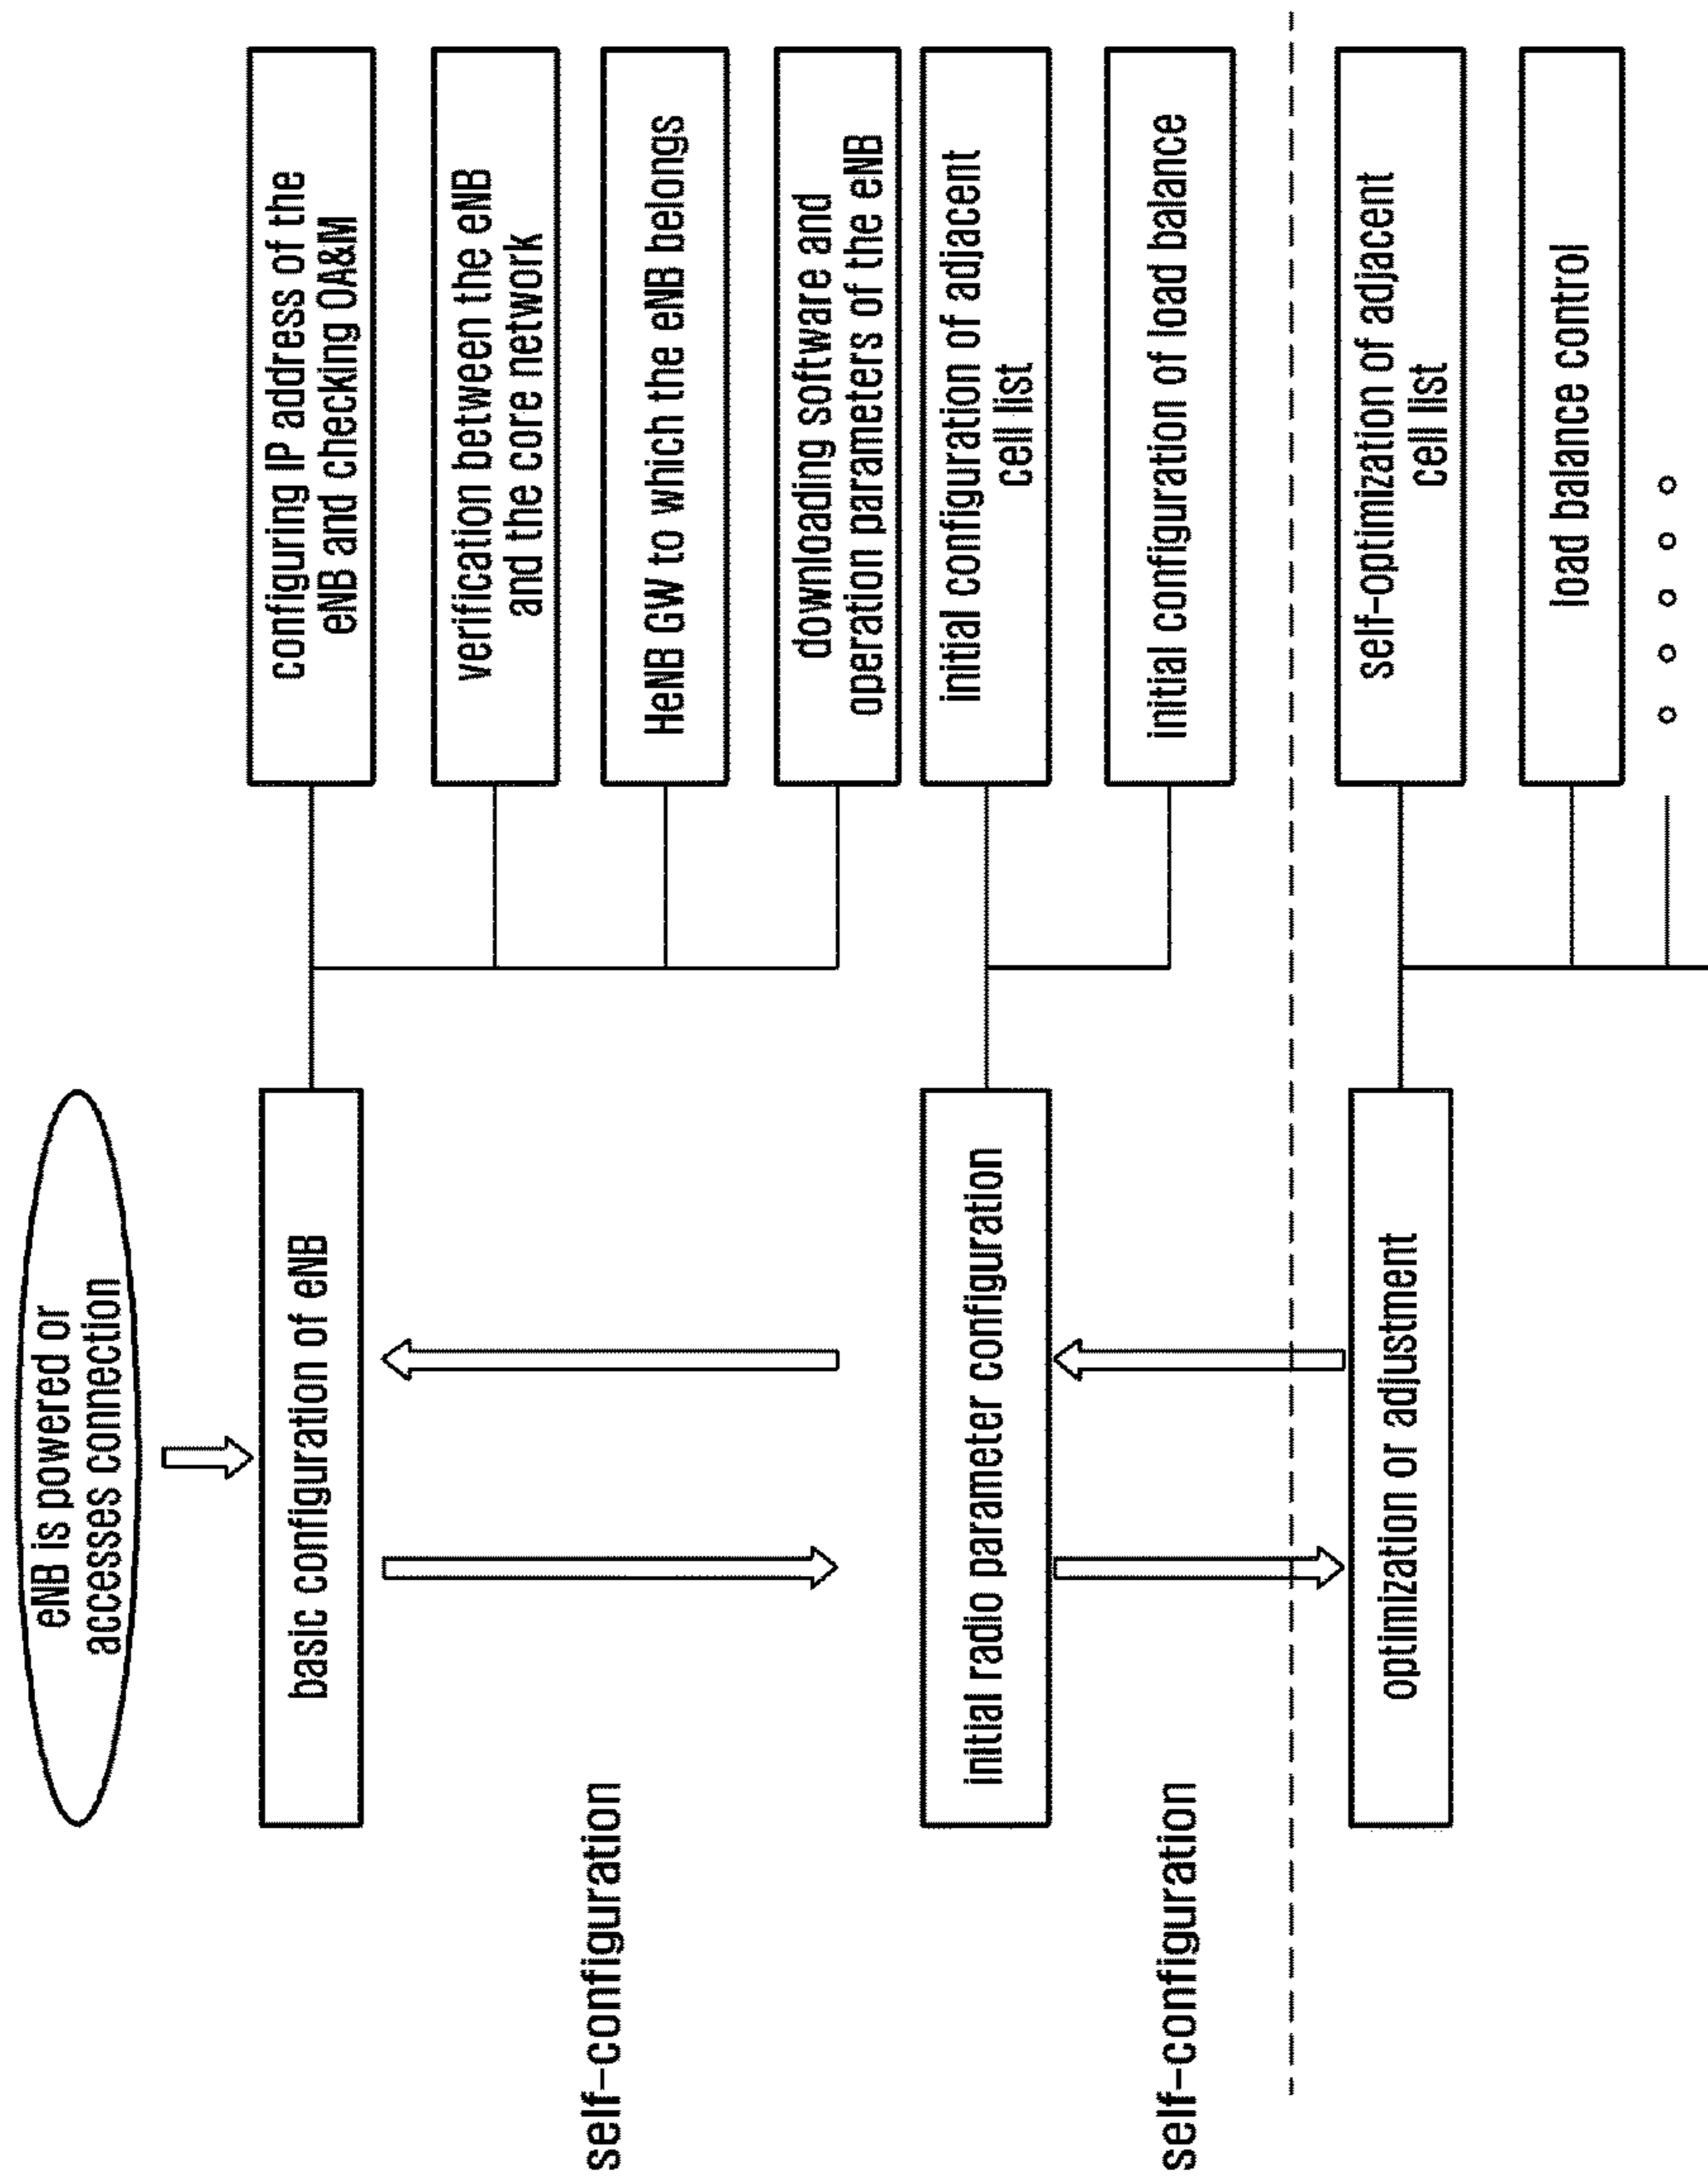 eNB is powered or
accesses connection
basic configuration of eNB
configuring IP address of the
eNB and checking OA&M
verification between the eNB
and the core network
HeNB GW to which the eNB belongs
downloading software and
operation parameters of the eNB
self-configuration
initial radio parameter configuration
initial configuration of adjacent
cell list
initial configuration of load balance
self-configuration
optimization or adjustment
self-optimization of adjacent
cell list
load balance control